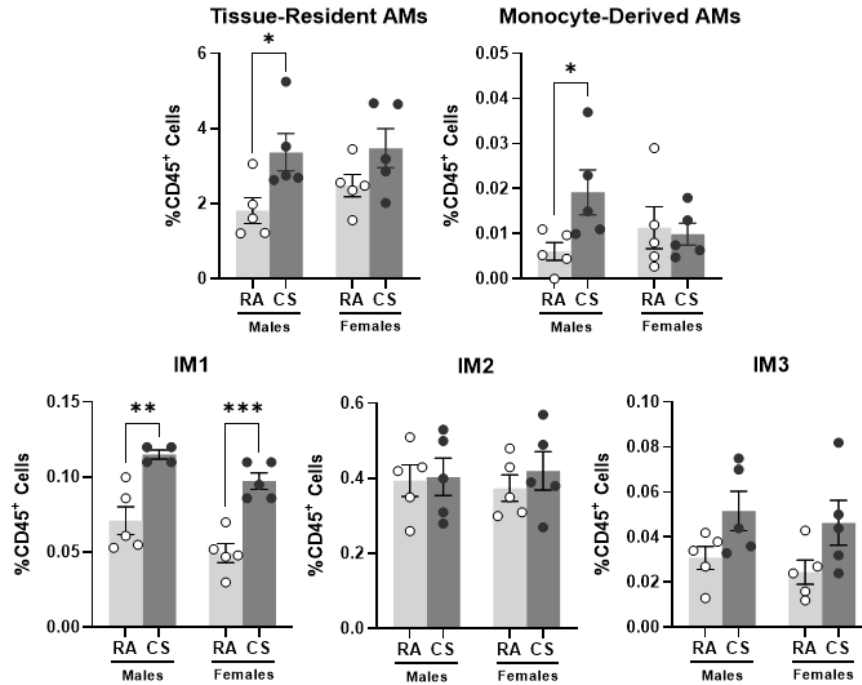 Tissue-Resident AMs
%CD45⁺ Cells
6
4
2
0
*
RA CS RA CS
Males Females
Monocyte-Derived AMs
%CD45⁺ Cells
0.05
0.04
0.03
0.02
0.01
0.00
*
RA CS RA CS
Males Females
IM1
%CD45⁺ Cells
0.15
0.10
0.05
0.00
** ***
RA CS RA CS
Males Females
IM2
%CD45⁺ Cells
0.6
0.4
0.2
0.0
RA CS RA CS
Males Females
IM3
%CD45⁺ Cells
0.10
0.08
0.06
0.04
0.02
0.00
RA CS RA CS
Males Females